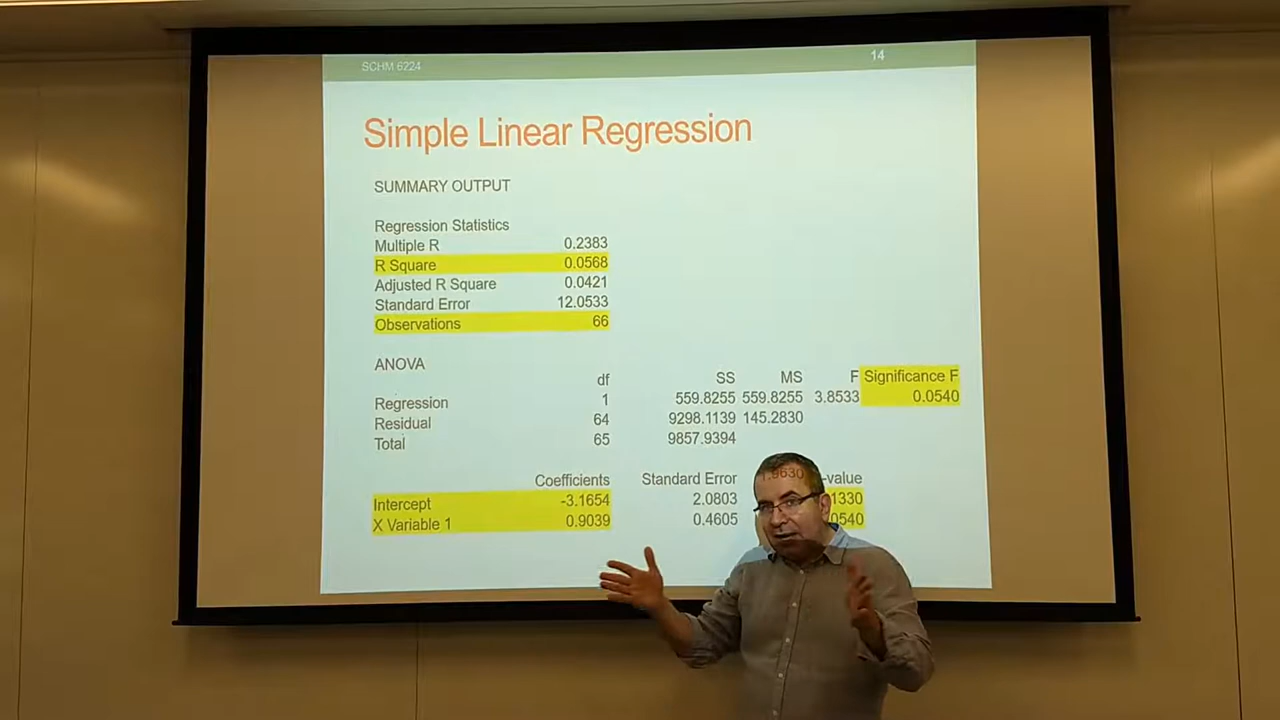 SCHM 6224 14
Simple Linear Regression
SUMMARY OUTPUT
Regression Statistics
Multiple R 0.2383
R Square 0.0568
Adjusted R Square 0.0421
Standard Error 12.0533
Observations 66
ANOVA
df SS MS F Significance F
Regression 1 559.8255 559.8255 3.8533 0.0540
Residual 64 9298.1139 145.2830
Total 65 9857.9394
Coefficients Standard Error -value
Intercept -3.1654 2.0803 1330
X Variable 1 0.9039 0.4605 0540